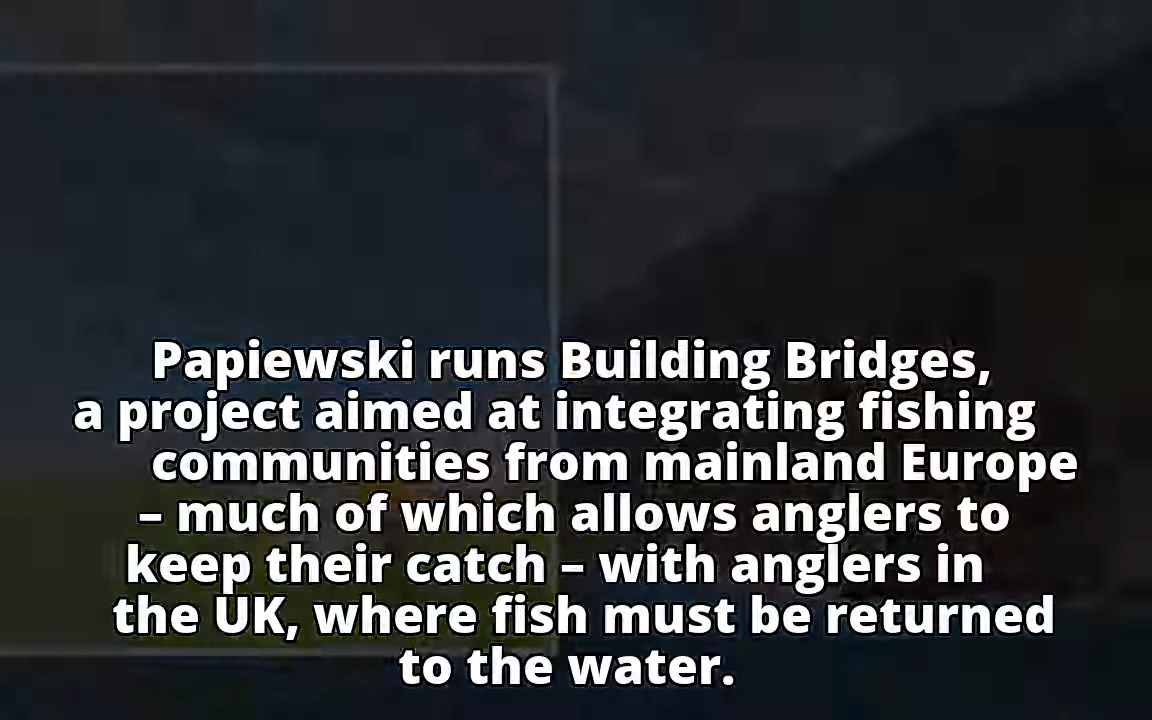 Papiewski runs Building Bridges,
a project aimed at integrating fishing
communities from mainland Europe
– much of which allows anglers to
keep their catch – with anglers in
the UK, where fish must be returned
to the water.